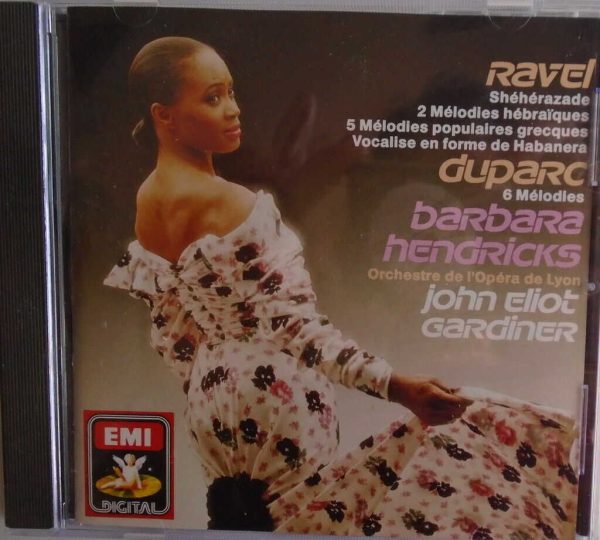 Ravel
Shéhérazade
2 Mélodies hébraïques
5 Mélodies populaires grecques
Vocalise en forme de Habanera
duparc
6 Mélodies
barbara
hendricks
Orchestre de l'Opéra de Lyon
john Eliot
GARdiner
EMI
DIGITAL